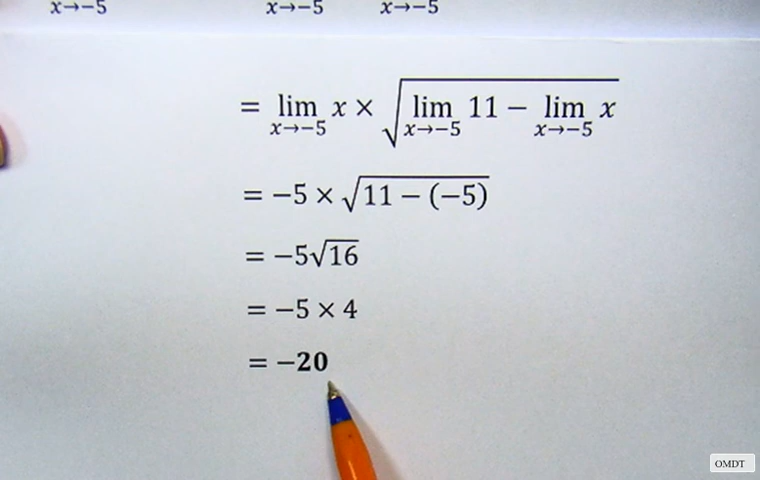 x→−5 x→−5 x→−5
= lim x→−5 x × √(lim x→−5 11 − lim x→−5 x)
= −5 × √(11 − (−5))
= −5√16
= −5 × 4
= −20
OMDT